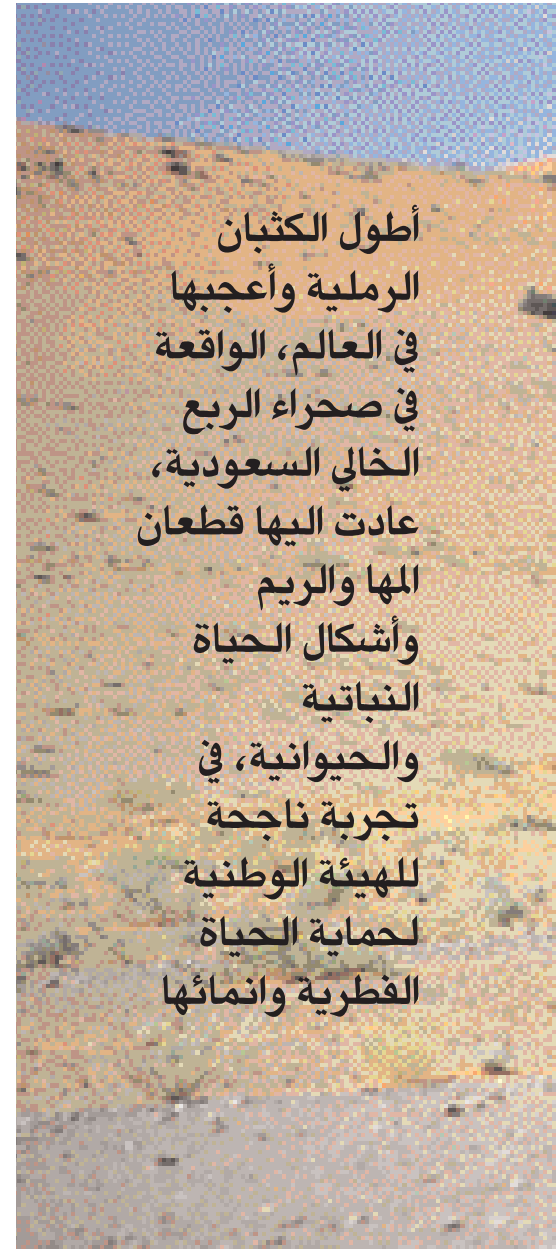 أطول الكثبان
الرملية وأعجبها
في العالم، الواقعة
في صحراء الربع
الخالي السعودية،
عادت اليها قطعان
المها والريم
وأشكال الحياة
النباتية
والحيوانية، في
تجربة ناجحة
للهيئة الوطنية
لحماية الحياة
الفطرية وانمائها